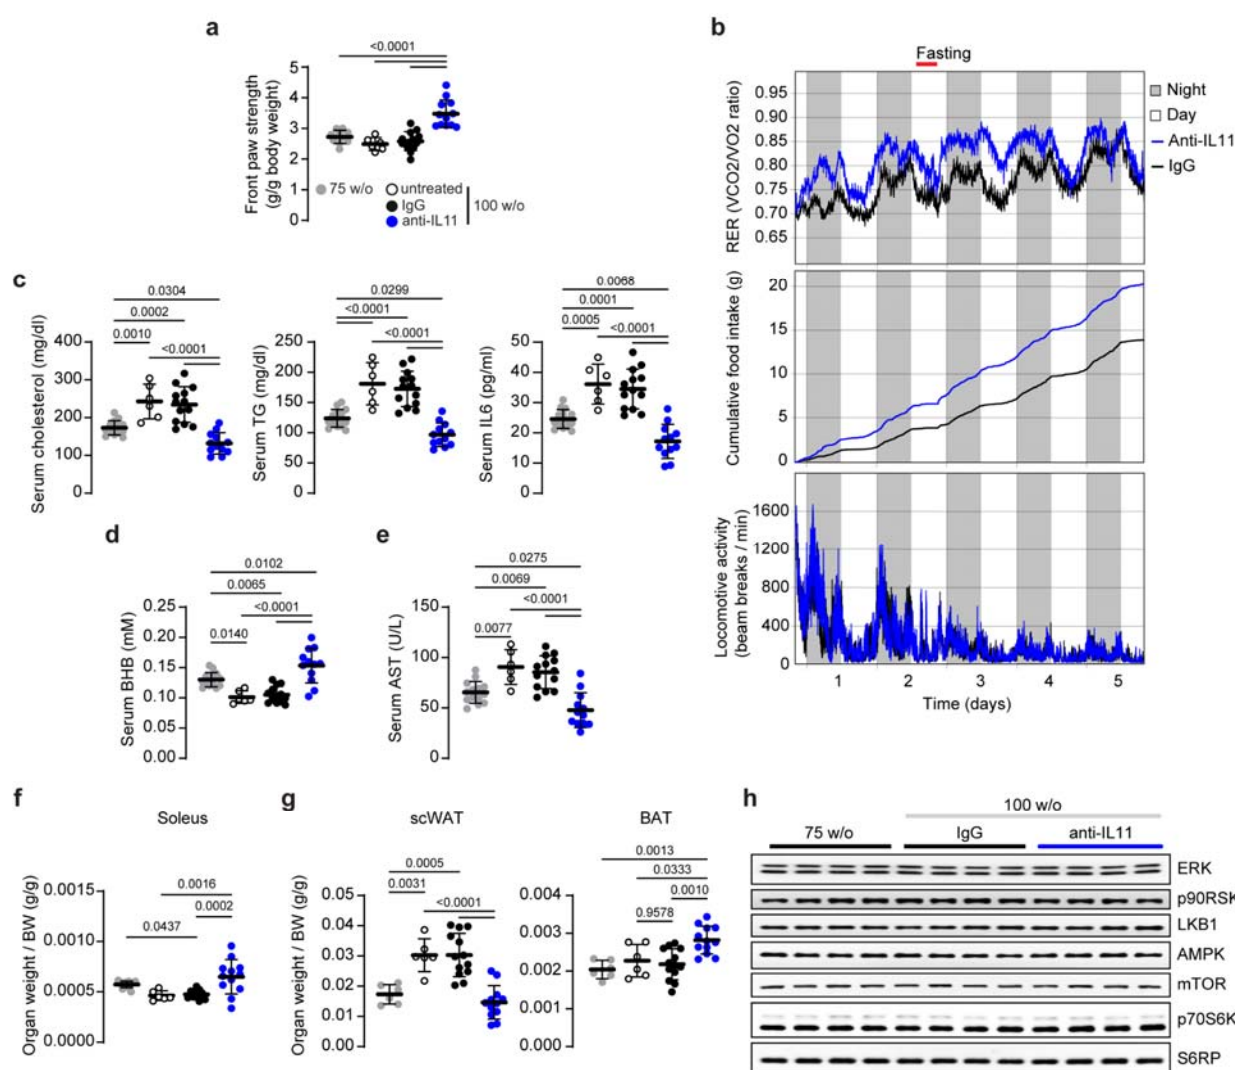 a
<0.0001
Front paw strength
(g/g body weight)
5
4
3
2
1
0
75 w/o
untreated
IgG
anti-IL11
100 w/o
b
Fasting
RER (VCO2/VO2 ratio)
0.95
0.90
0.85
0.80
0.75
0.70
0.65
Night
Day
Anti-IL11
IgG
Cumulative food intake (g)
20
15
10
5
0
Locomotive activity
(beam breaks / min)
1600
1200
800
400
0
1 2 3 4 5
Time (days)
c
0.0304
0.0002
0.0010
<0.0001
Serum cholesterol (mg/dl)
400
300
200
100
0
0.0299
<0.0001
<0.0001
Serum TG (mg/dl)
250
200
150
100
50
0
0.0068
0.0001
0.0005
<0.0001
Serum IL6 (pg/ml)
50
40
30
20
10
0
d
0.0102
0.0065
<0.0001
0.0140
Serum BHB (mM)
0.25
0.20
0.15
0.10
0.05
0.00
e
0.0275
0.0069
<0.0001
0.0077
Serum AST (U/L)
150
100
50
0
f
Soleus
0.0016
0.0002
0.0437
Organ weight / BW (g/g)
0.0015
0.0010
0.0005
0.0000
g
scWAT
0.0005
0.0031
<0.0001
Organ weight / BW (g/g)
0.05
0.04
0.03
0.02
0.01
0.00
BAT
0.0013
0.0333
0.0010
0.9578
0.004
0.003
0.002
0.001
0.000
h
100 w/o
75 w/o
IgG
anti-IL11
ERK
p90RSK
LKB1
AMPK
mTOR
p70S6K
S6RP